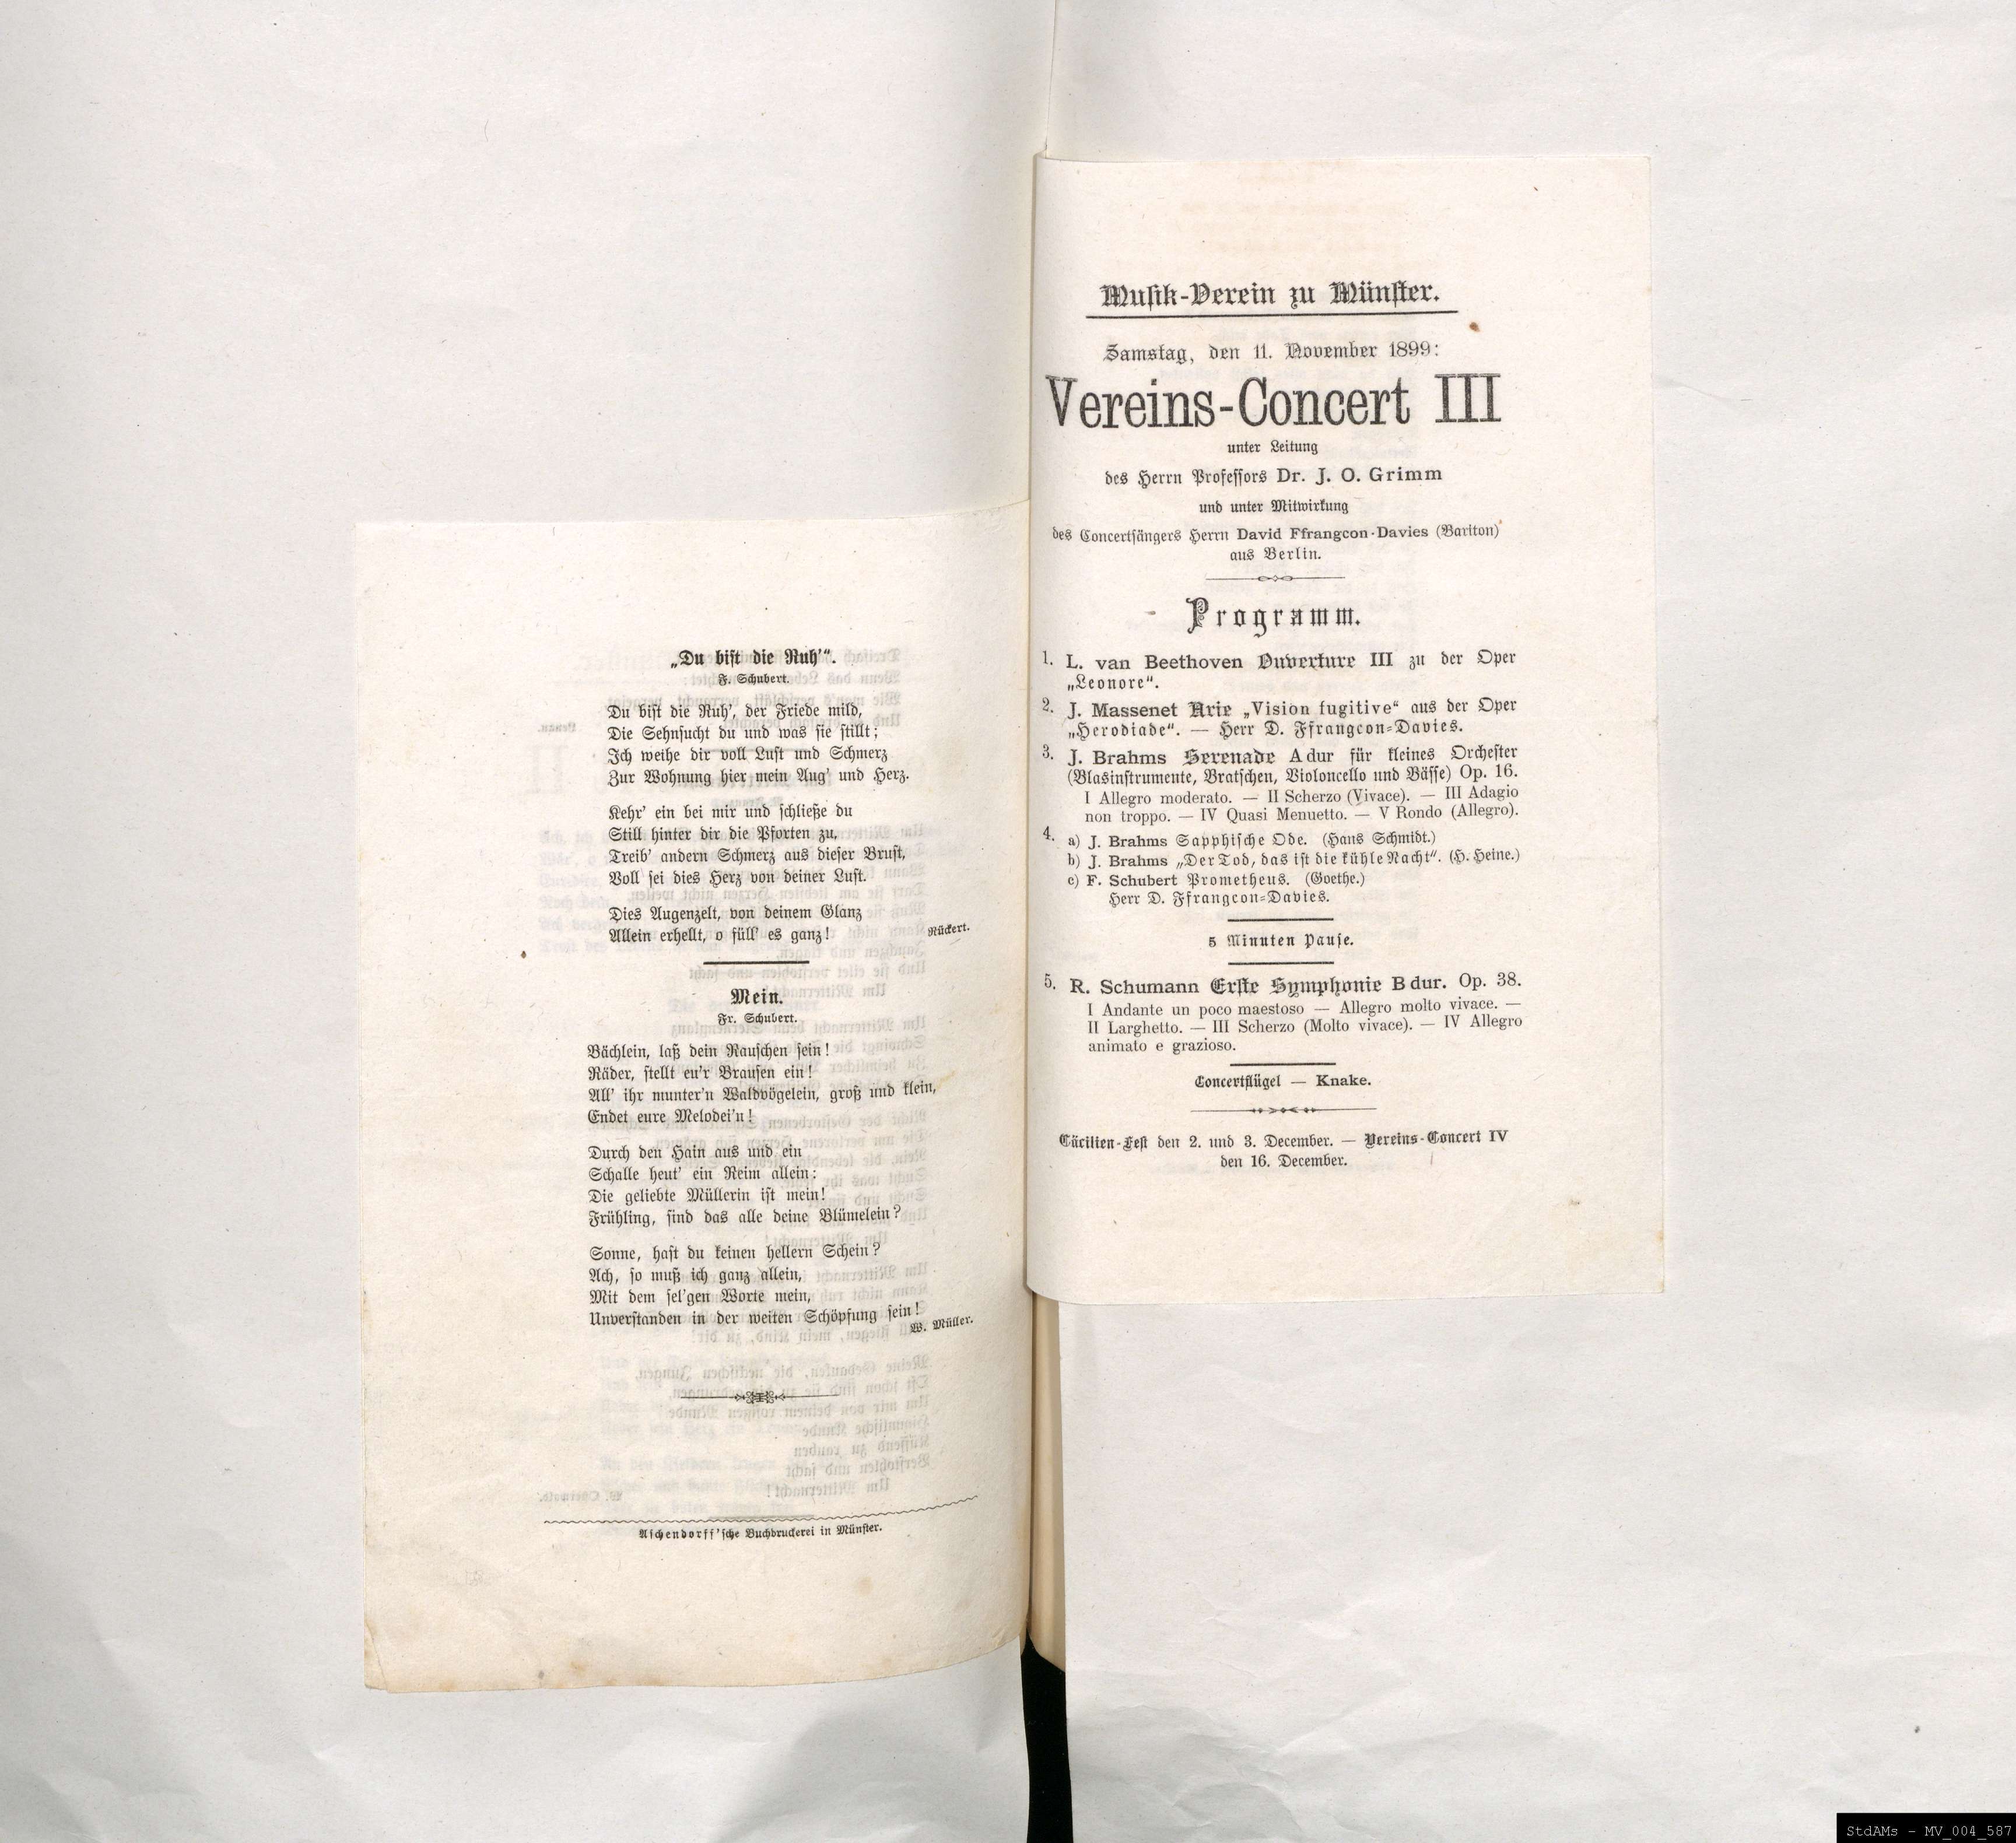 „Du bist die Ruh'“.
F. Schubert.
Du bist die Ruh', der Friede mild,
Die Sehnsucht du und was sie stillt;
Ich weihe dir voll Lust und Schmerz
Zur Wohnung hier mein Aug' und Herz.
Kehr' ein bei mir und schließe du
Still hinter dir die Pforten zu,
Treib' andern Schmerz aus dieser Brust,
Voll sei dies Herz von deiner Lust.
Dies Augenzelt, von deinem Glanz
Allein erhellt, o füll' es ganz!
Rückert.
Mein.
Fr. Schubert.
Bächlein, laß dein Rauschen sein!
Räder, stellt eu'r Brausen ein!
All' ihr munter'n Waldvögelein, groß und klein,
Endet eure Melodei'n!
Durch den Hain aus und ein
Schalle heut' ein Reim allein:
Die geliebte Müllerin ist mein!
Frühling, sind das alle deine Blümelein?
Sonne, hast du keinen hellern Schein?
Ach, so muß ich ganz allein,
Mit dem sel'gen Worte mein,
Unverstanden in der weiten Schöpfung sein!
W. Müller.
Aschendorff'sche Buchdruckerei in Münster.
Musik-Verein zu Münster.
Samstag, den 11. November 1899:
Vereins-Concert III
unter Leitung
des Herrn Professors Dr. J. O. Grimm
und unter Mitwirkung
des Concertsängers Herrn David Ffrangcon-Davies (Bariton)
aus Berlin.
Programm.
1. L. van Beethoven Ouverture III zu der Oper
„Leonore“.
2. J. Massenet Arie „Vision fugitive“ aus der Oper
„Herodiade“. — Herr D. Ffrangcon-Davies.
3. J. Brahms Serenade A dur für kleines Orchester
(Blasinstrumente, Bratschen, Violoncello und Bässe) Op. 16.
I Allegro moderato. — II Scherzo (Vivace). — III Adagio
non troppo. — IV Quasi Menuetto. — V Rondo (Allegro).
4. a) J. Brahms Sapphische Ode. (Hans Schmidt.)
b) J. Brahms „Der Tod, das ist die kühle Nacht“. (H. Heine.)
c) F. Schubert Prometheus. (Goethe.)
Herr D. Ffrangcon-Davies.
5 Minuten Pause.
5. R. Schumann Erste Symphonie B dur. Op. 38.
I Andante un poco maestoso — Allegro molto vivace. —
II Larghetto. — III Scherzo (Molto vivace). — IV Allegro
animato e grazioso.
Concertflügel — Knake.
Cäcilien-Fest den 2. und 3. December. — Vereins-Concert IV
den 16. December.
StdAMs - MV_004_587